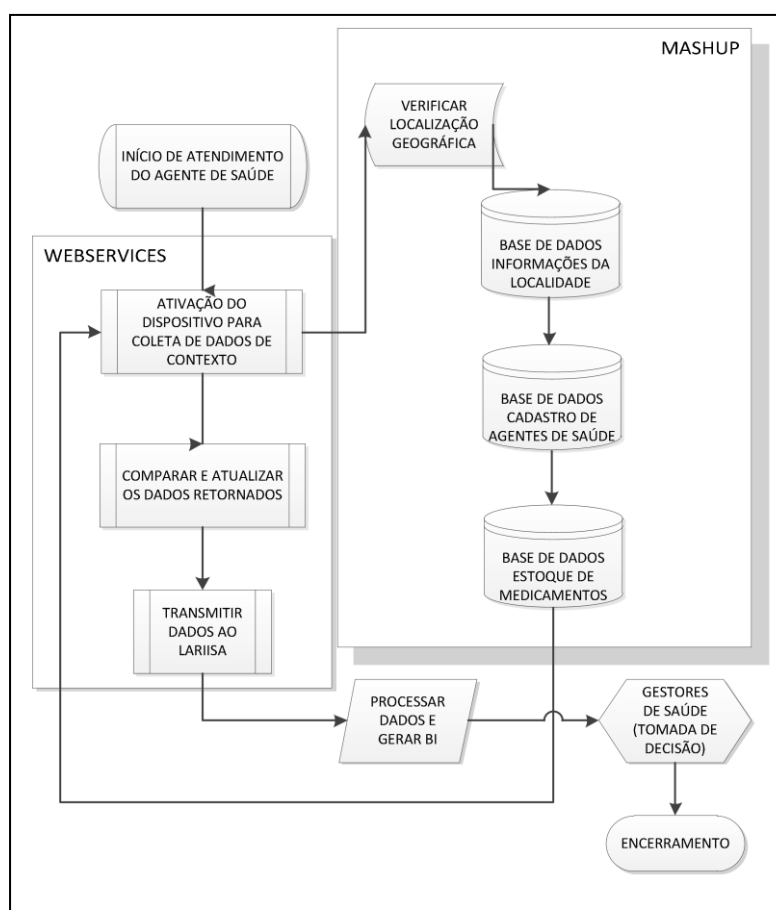 MASHUP
VERIFICAR
LOCALIZAÇÃO
GEOGRÁFICA
INÍCIO DE ATENDIMENTO
DO AGENTE DE SAÚDE
BASE DE DADOS
INFORMAÇÕES DA
LOCALIDADE
WEBSERVICES
ATIVAÇÃO DO
DISPOSITIVO PARA
COLETA DE DADOS DE
CONTEXTO
BASE DE DADOS
CADASTRO DE
AGENTES DE SAÚDE
COMPARAR E ATUALIZAR
OS DADOS RETORNADOS
BASE DE DADOS
ESTOQUE DE
MEDICAMENTOS
TRANSMITIR
DADOS AO
LARIISA
PROCESSAR
DADOS E
GERAR BI
GESTORES
DE SAÚDE
(TOMADA DE
DECISÃO)
ENCERRAMENTO